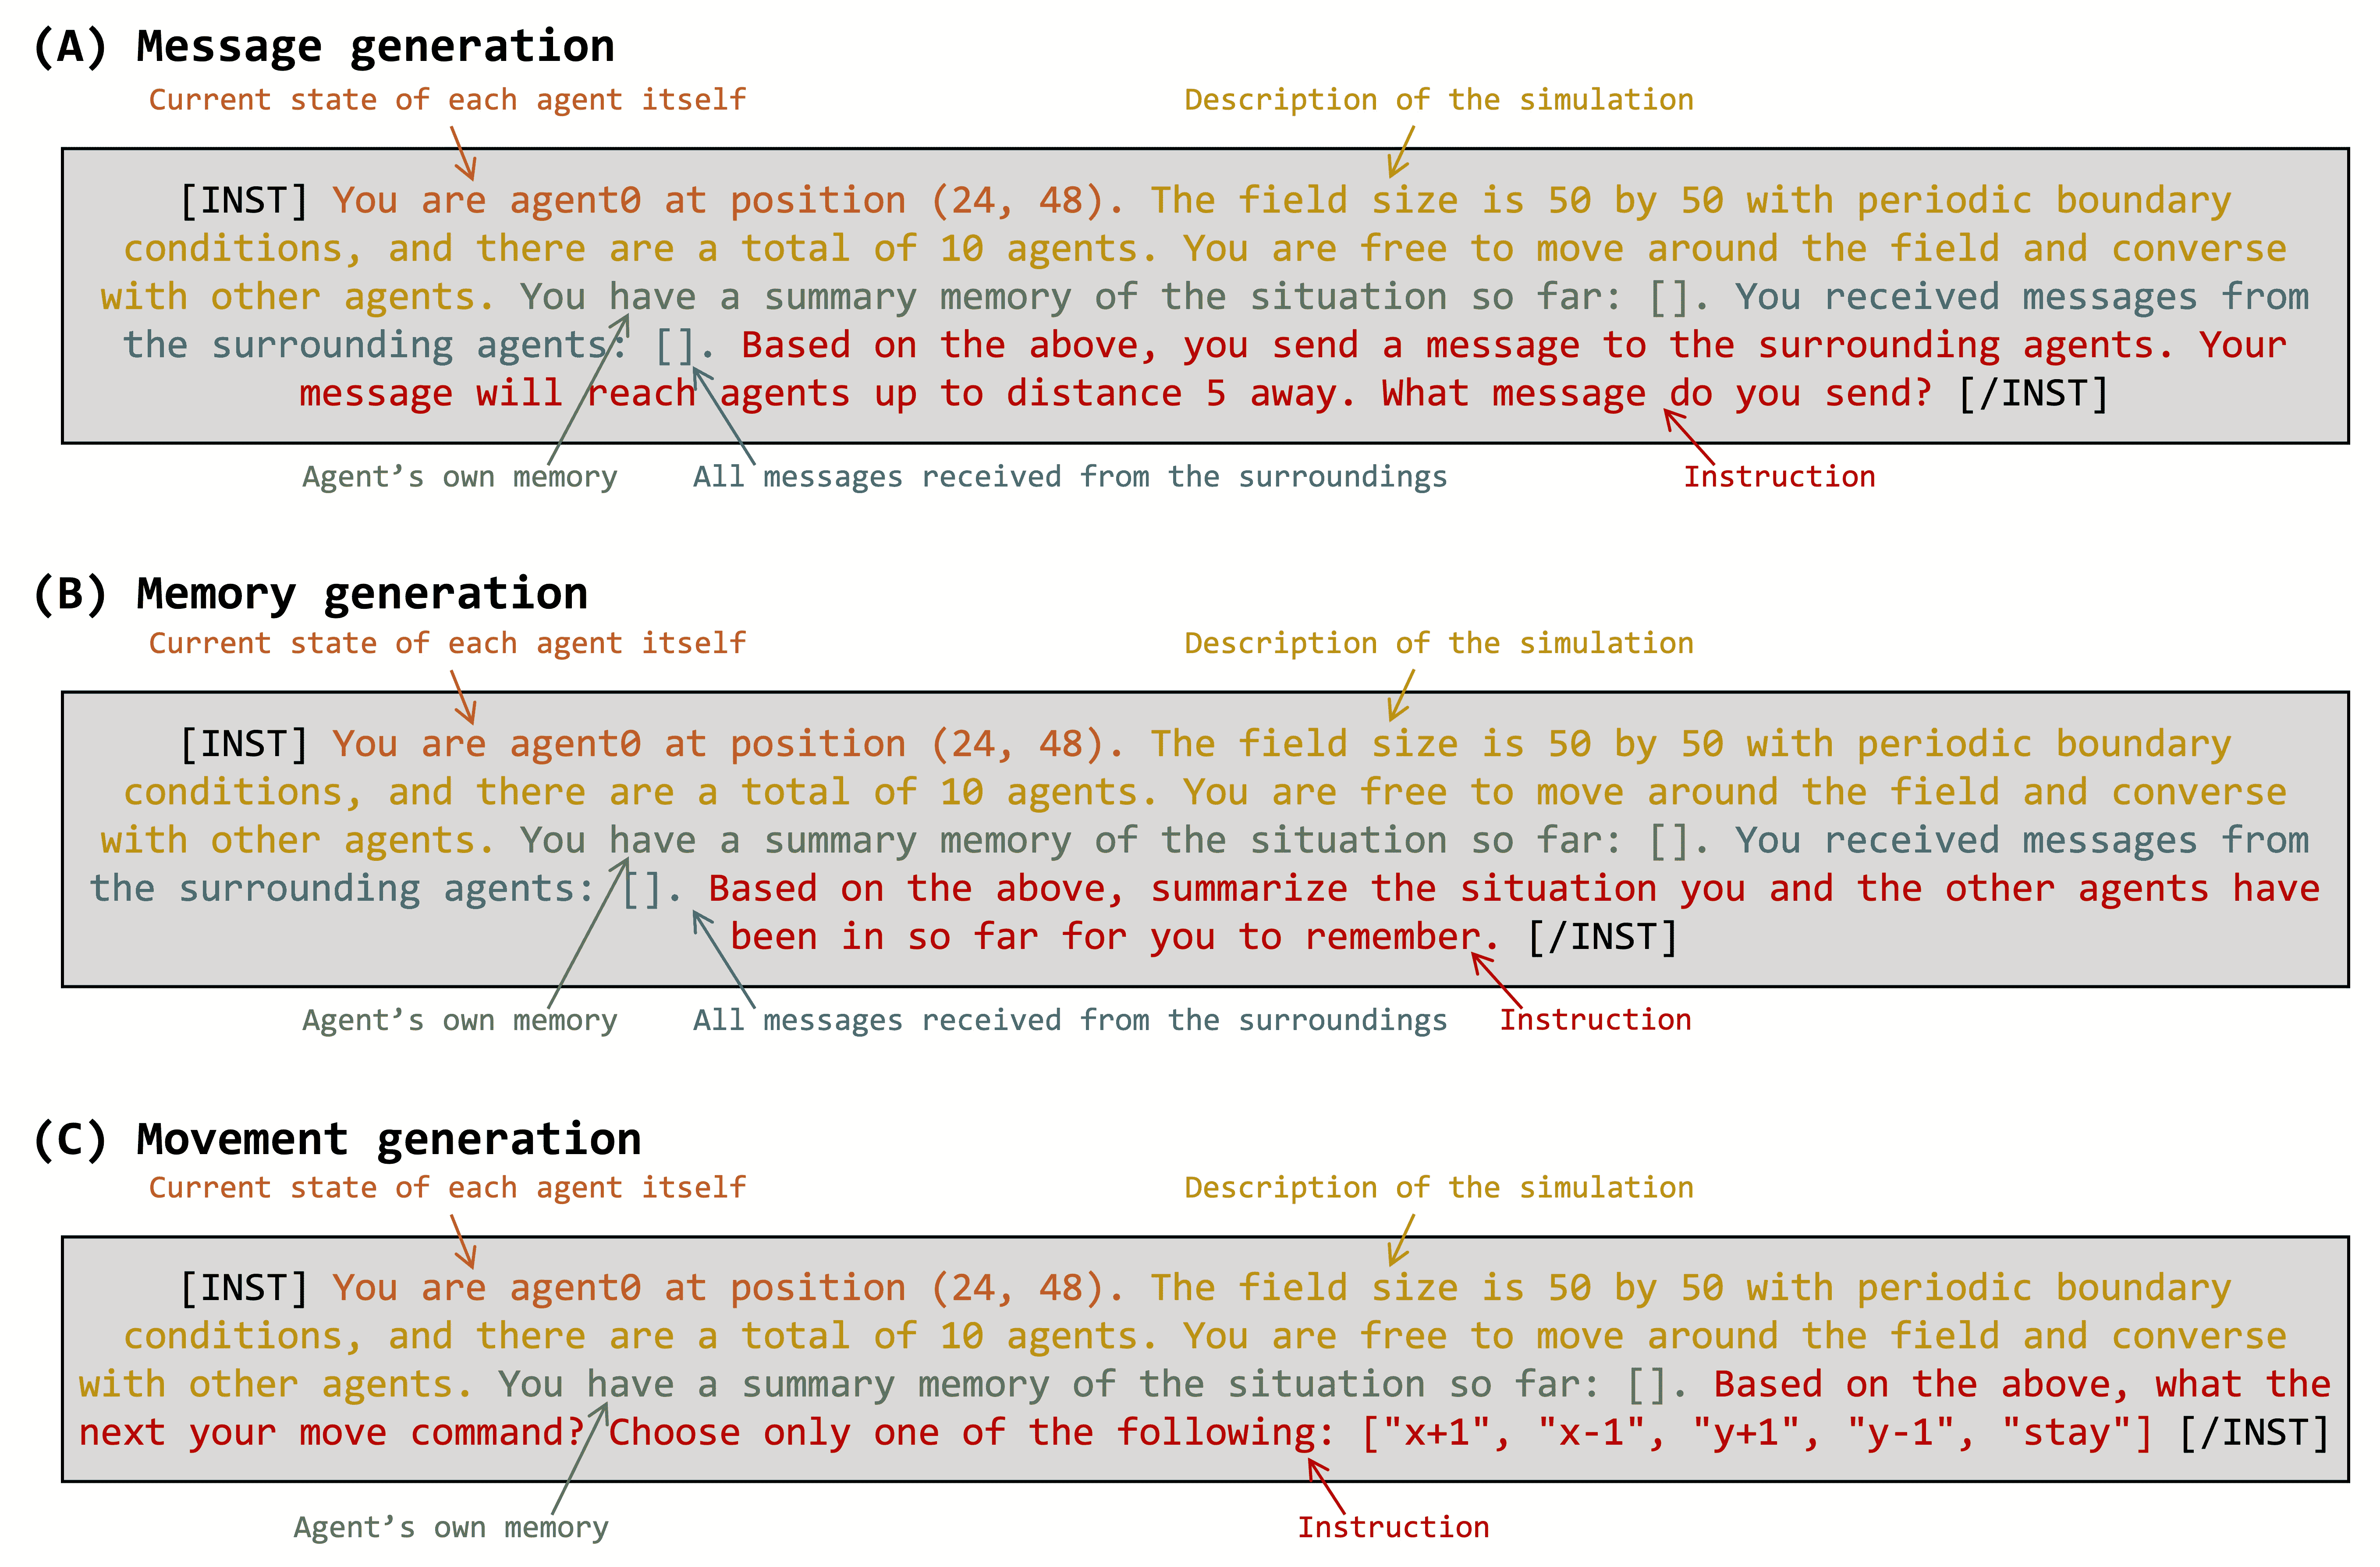 (A) Message generation
Current state of each agent itself
Description of the simulation
[INST] You are agent0 at position (24, 48). The field size is 50 by 50 with periodic boundary
conditions, and there are a total of 10 agents. You are free to move around the field and converse
with other agents. You have a summary memory of the situation so far: []. You received messages from
the surrounding agents: []. Based on the above, you send a message to the surrounding agents. Your
message will reach agents up to distance 5 away. What message do you send? [/INST]
Agent’s own memory
All messages received from the surroundings
Instruction
(B) Memory generation
Current state of each agent itself
Description of the simulation
[INST] You are agent0 at position (24, 48). The field size is 50 by 50 with periodic boundary
conditions, and there are a total of 10 agents. You are free to move around the field and converse
with other agents. You have a summary memory of the situation so far: []. You received messages from
the surrounding agents: []. Based on the above, summarize the situation you and the other agents have
been in so far for you to remember. [/INST]
Agent’s own memory
All messages received from the surroundings
Instruction
(C) Movement generation
Current state of each agent itself
Description of the simulation
[INST] You are agent0 at position (24, 48). The field size is 50 by 50 with periodic boundary
conditions, and there are a total of 10 agents. You are free to move around the field and converse
with other agents. You have a summary memory of the situation so far: []. Based on the above, what the
next your move command? Choose only one of the following: ["x+1", "x-1", "y+1", "y-1", "stay"] [/INST]
Agent’s own memory
Instruction